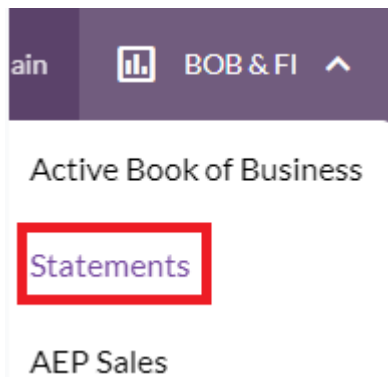 ain BOB & FI
Active Book of Business
Statements
AEP Sales